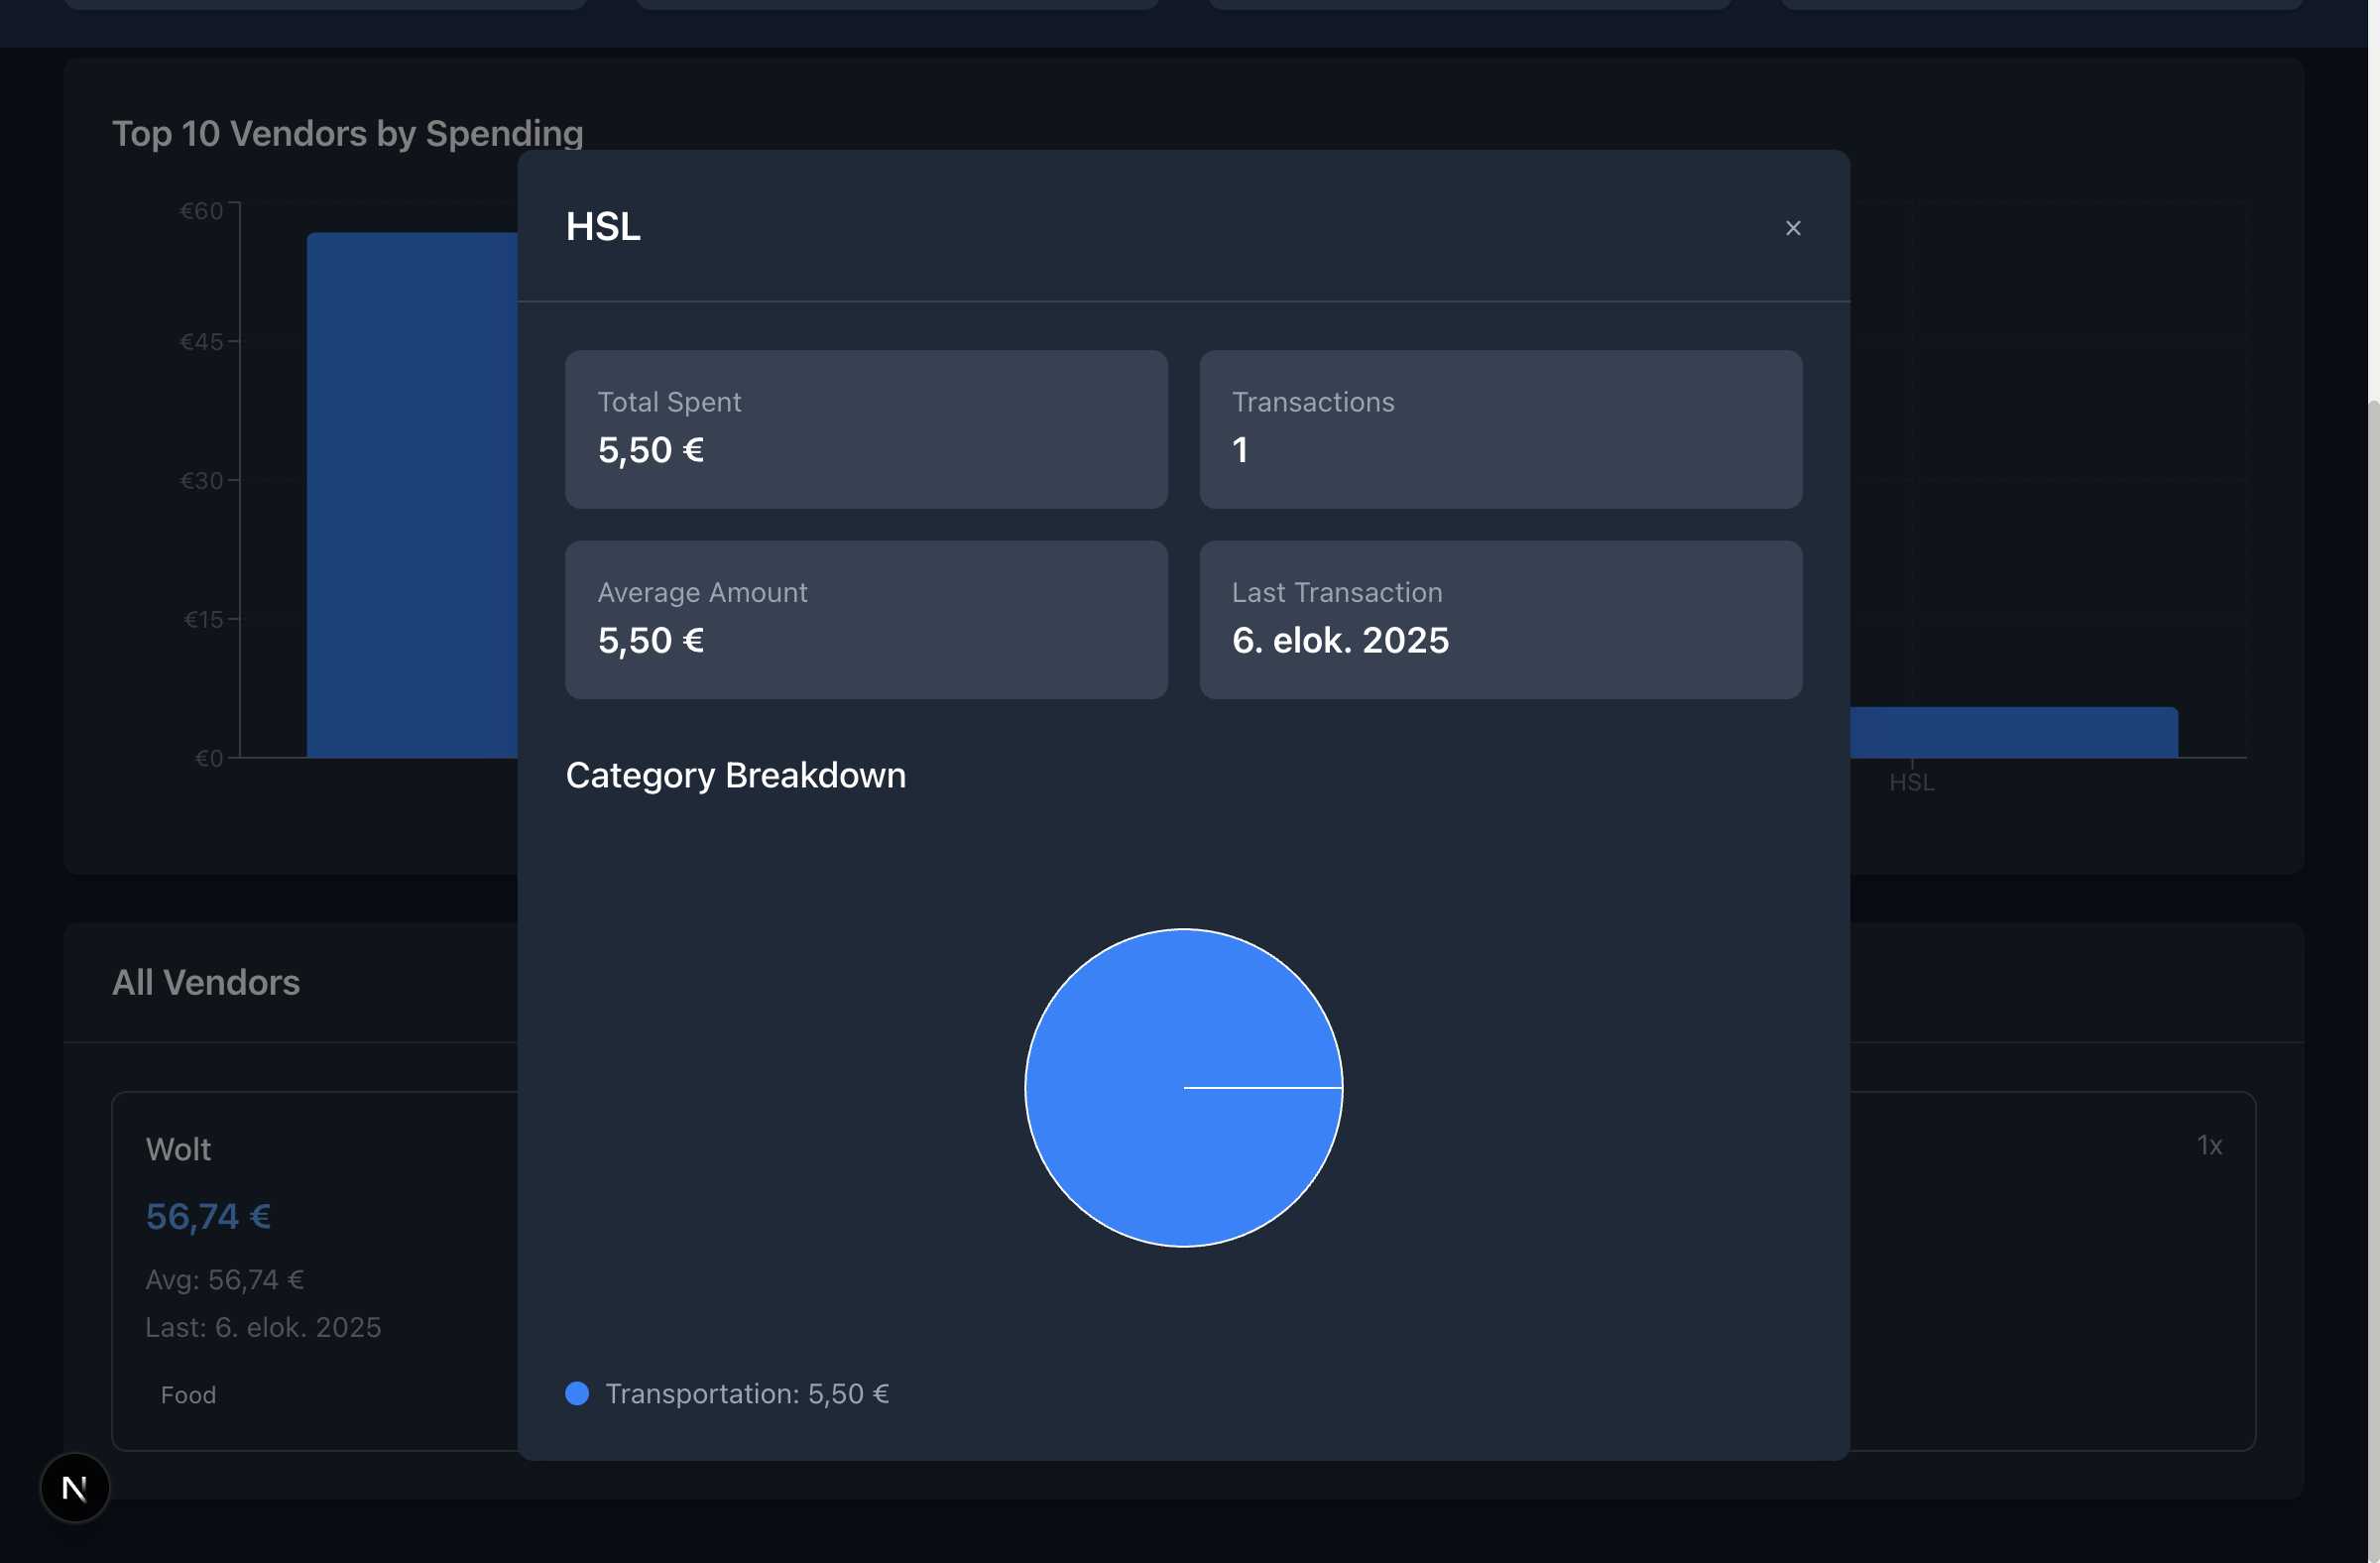 Top 10 Vendors by Spending
€60
€45
€30
€15
€0
HSL
HSL
×
Total Spent
5,50 €
Transactions
1
Average Amount
5,50 €
Last Transaction
6. elok. 2025
Category Breakdown
Transportation: 5,50 €
All Vendors
Wolt
56,74 €
Avg: 56,74 €
Last: 6. elok. 2025
Food
1x
N